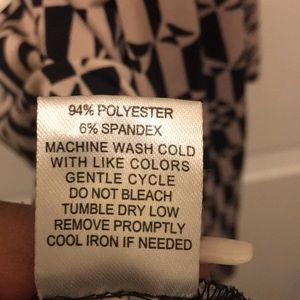 94% POLYESTER
6% SPANDEX
MACHINE WASH COLD
WITH LIKE COLORS
GENTLE CYCLE
DO NOT BLEACH
TUMBLE DRY LOW
REMOVE PROMPTLY
COOL IRON IF NEEDED